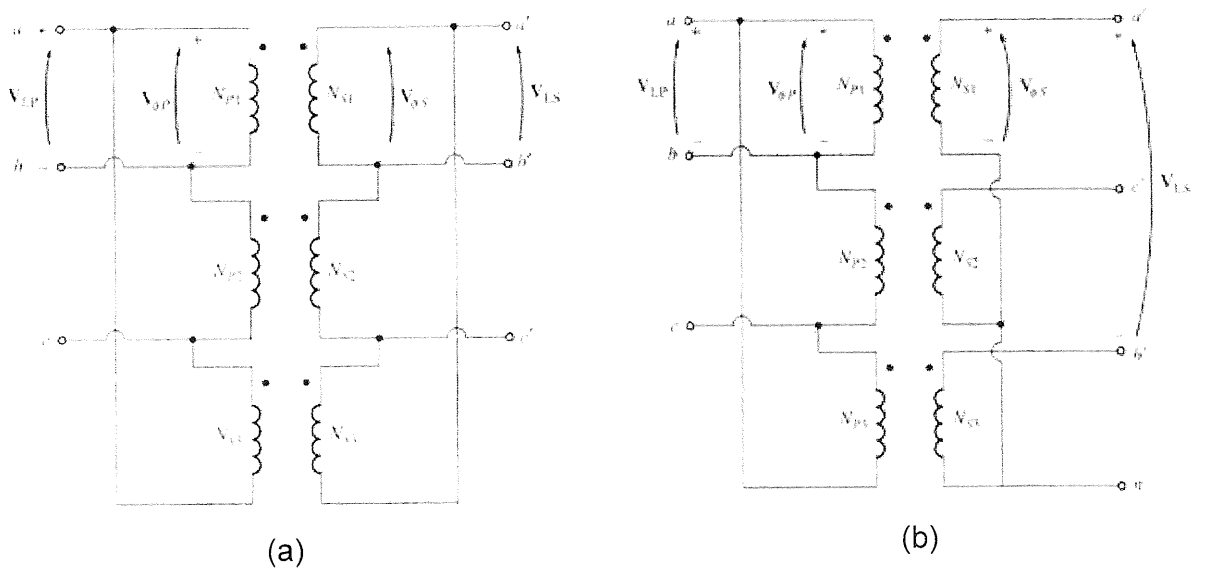 a + + a'
V_LP V_φP N_P1 N_S1 V_φS V_LS
b − − b'
N_P2 N_S2
c c'
(a)
a + + + a' +
V_LP V_φP N_P1 N_S1 V_φS
b − − −
c'
V_LS
N_P2 N_S2
c − b'
N_P3 N_S3
n
(b)